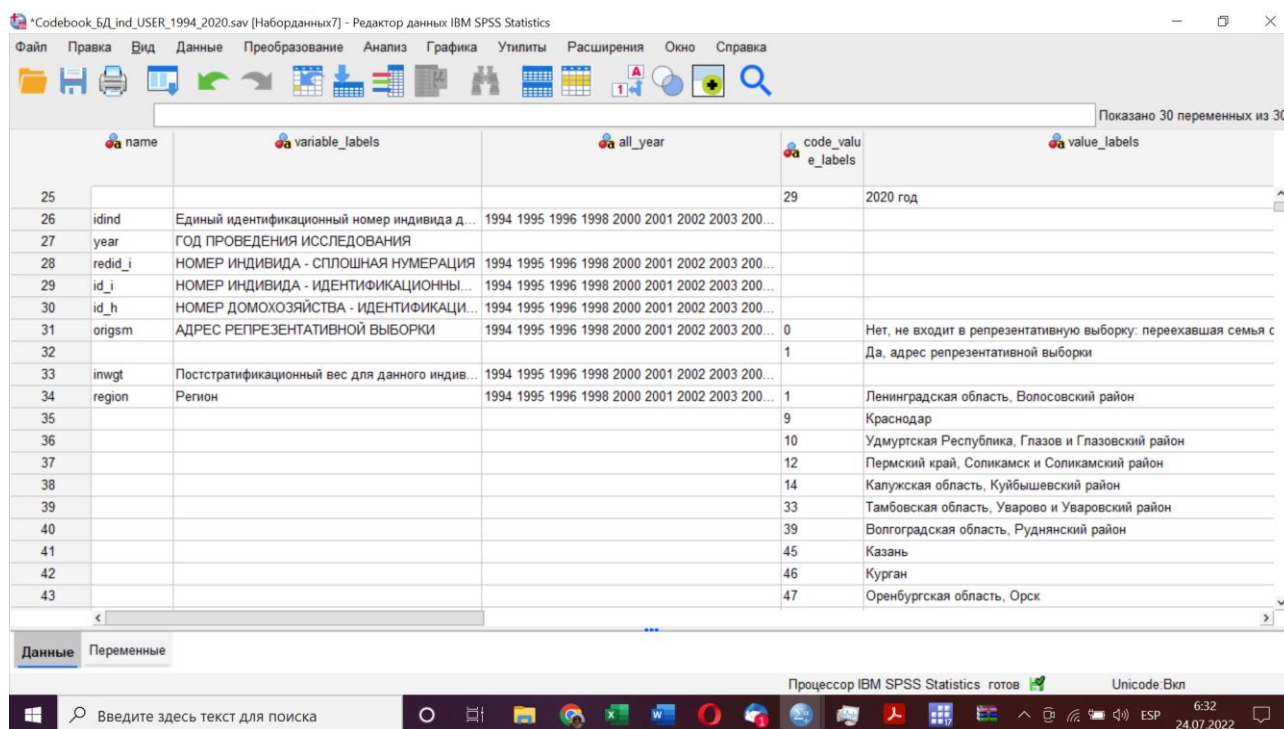 *Codebook_БД_ind_USER_1994_2020.sav [Наборданных7] - Редактор данных IBM SPSS Statistics
Файл Правка Вид Данные Преобразование Анализ Графика Утилиты Расширения Окно Справка
Показано 30 переменных из 30
name variable_labels all_year code_value_labels value_labels
25 29 2020 год
26 idind Единый идентификационный номер индивида д... 1994 1995 1996 1998 2000 2001 2002 2003 200...
27 year ГОД ПРОВЕДЕНИЯ ИССЛЕДОВАНИЯ
28 redid_i НОМЕР ИНДИВИДА - СПЛОШНАЯ НУМЕРАЦИЯ 1994 1995 1996 1998 2000 2001 2002 2003 200...
29 id_i НОМЕР ИНДИВИДА - ИДЕНТИФИКАЦИОННЫ... 1994 1995 1996 1998 2000 2001 2002 2003 200...
30 id_h НОМЕР ДОМОХОЗЯЙСТВА - ИДЕНТИФИКАЦИ... 1994 1995 1996 1998 2000 2001 2002 2003 200...
31 origsm АДРЕС РЕПРЕЗЕНТАТИВНОЙ ВЫБОРКИ 1994 1995 1996 1998 2000 2001 2002 2003 200... 0 Нет, не входит в репрезентативную выборку: переехавшая семья с
32 1 Да, адрес репрезентативной выборки
33 inwgt Постстратификационный вес для данного индив... 1994 1995 1996 1998 2000 2001 2002 2003 200...
34 region Регион 1994 1995 1996 1998 2000 2001 2002 2003 200... 1 Ленинградская область, Волосовский район
35 9 Краснодар
36 10 Удмуртская Республика, Глазов и Глазовский район
37 12 Пермский край, Соликамск и Соликамский район
38 14 Калужская область, Куйбышевский район
39 33 Тамбовская область, Уварово и Уваровский район
40 39 Волгоградская область, Руднянский район
41 45 Казань
42 46 Курган
43 47 Оренбургская область, Орск
Данные Переменные
Процессор IBM SPSS Statistics готов Unicode:Вкл
Введите здесь текст для поиска ESP 6:32
24.07.2022